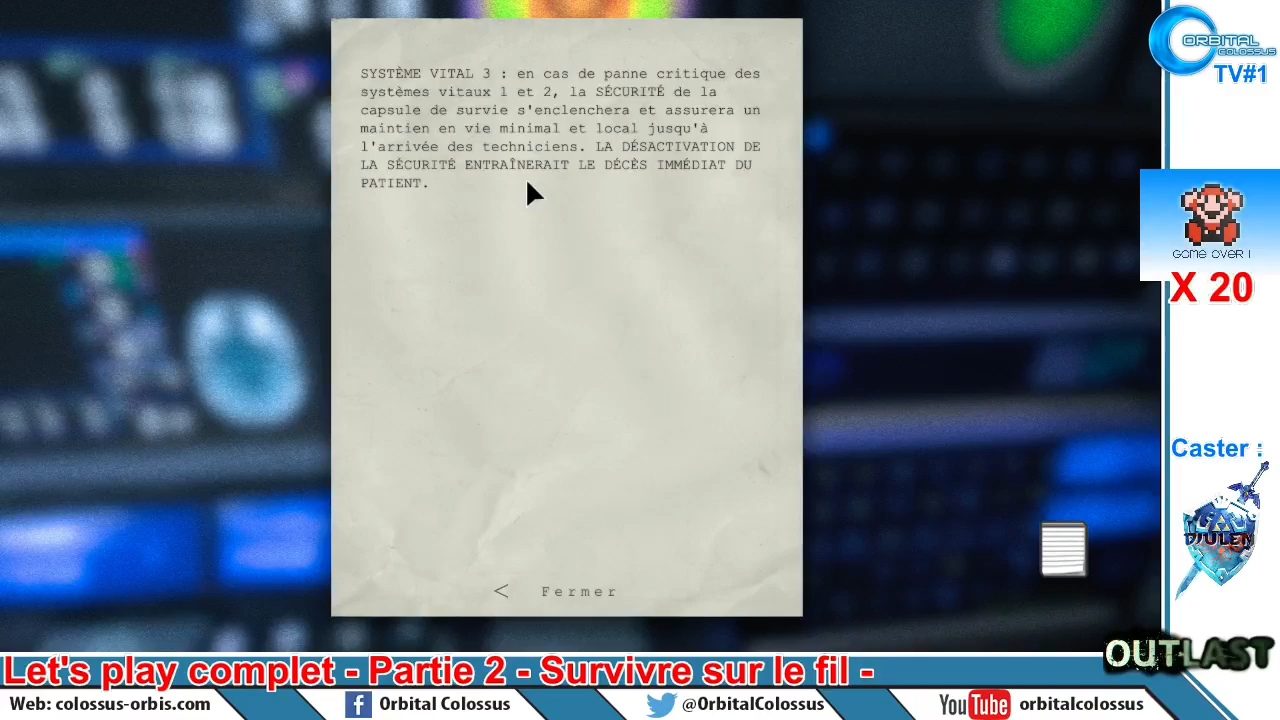 SYSTÈME VITAL 3 : en cas de panne critique des
systèmes vitaux 1 et 2, la SÉCURITÉ de la
capsule de survie s'enclenchera et assurera un
maintien en vie minimal et local jusqu'à
l'arrivée des techniciens. LA DÉSACTIVATION DE
LA SÉCURITÉ ENTRAÎNERAIT LE DÉCÈS IMMÉDIAT DU
PATIENT.
< Fermer
ORBITAL
COLOSSUS
TV#1
GAME OVER !
X 20
Caster :
DJULEN
OUTLAST
Let's play complet - Partie 2 - Survivre sur le fil -
Web: colossus-orbis.com
f Orbital Colossus
@OrbitalColossus
YouTube orbitalcolossus